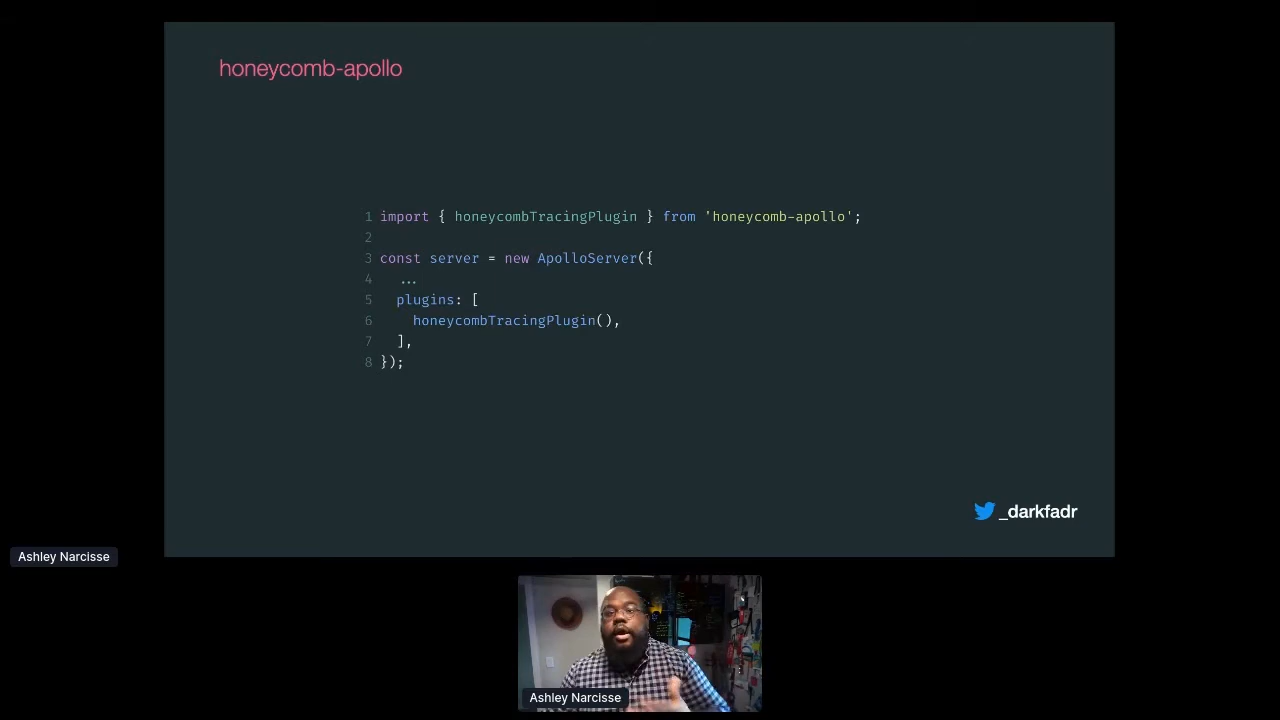 honeycomb-apollo
1 import { honeycombTracingPlugin } from 'honeycomb-apollo';
2
3 const server = new ApolloServer({
4 ...
5 plugins: [
6 honeycombTracingPlugin(),
7 ],
8 });
_darkfadr
Ashley Narcisse
Ashley Narcisse